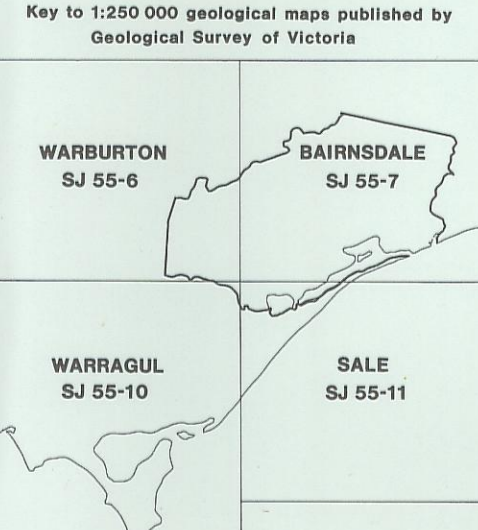 Key to 1:250 000 geological maps published by
Geological Survey of Victoria
WARBURTON
SJ 55-6
BAIRNSDALE
SJ 55-7
WARRAGUL
SJ 55-10
SALE
SJ 55-11